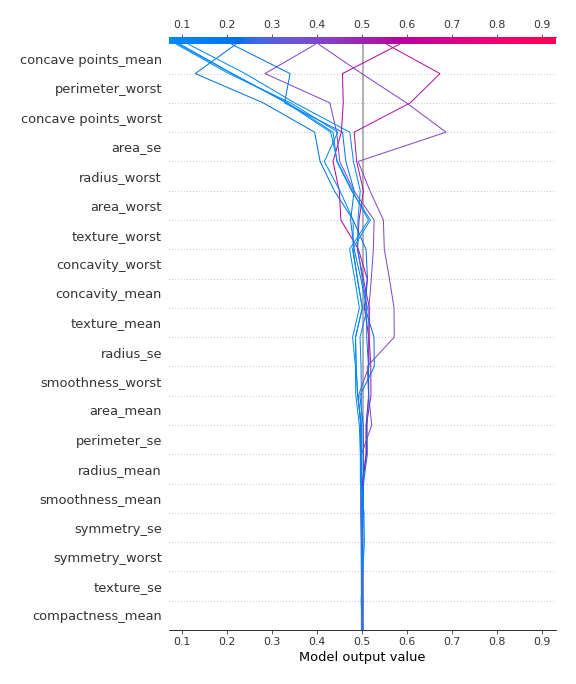 0.1 0.2 0.3 0.4 0.5 0.6 0.7 0.8 0.9
concave points_mean
perimeter_worst
concave points_worst
area_se
radius_worst
area_worst
texture_worst
concavity_worst
concavity_mean
texture_mean
radius_se
smoothness_worst
area_mean
perimeter_se
radius_mean
smoothness_mean
symmetry_se
symmetry_worst
texture_se
compactness_mean
0.1 0.2 0.3 0.4 0.5 0.6 0.7 0.8 0.9
Model output value